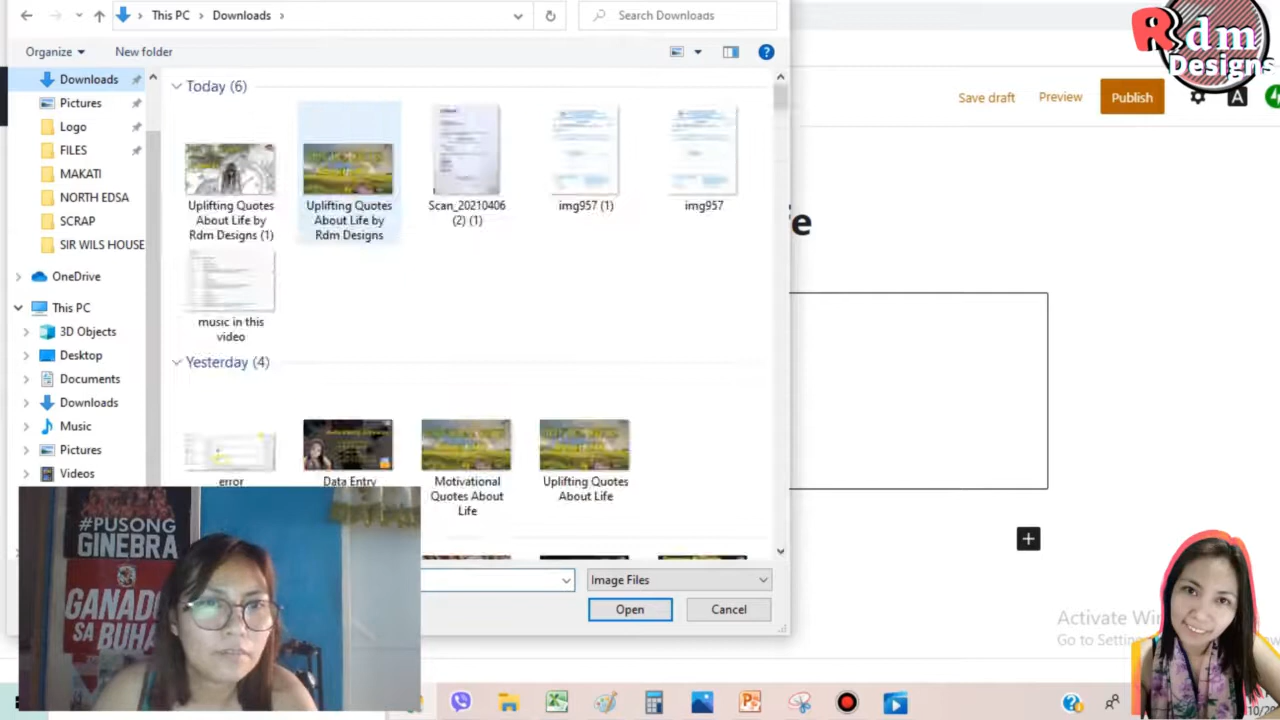 This PC > Downloads >
Search Downloads
Rdm
Designs
Organize
New folder
Save draft
Preview
Publish
A
Downloads
Pictures
Logo
FILES
MAKATI
NORTH EDSA
SCRAP
SIR WILS HOUSE
OneDrive
This PC
3D Objects
Desktop
Documents
Downloads
Music
Pictures
Videos
Today (6)
Uplifting Quotes
About Life by
Rdm Designs (1)
Uplifting Quotes
About Life by
Rdm Designs
Scan_20210406
(2) (1)
img957 (1)
img957
music in this
video
Yesterday (4)
error
Data Entry
Motivational
Quotes About
Life
Uplifting Quotes
About Life
e
Image Files
Open
Cancel
#PUSONG
GINEBRA
GANADO
SA BUHA
Activate Wi
Go to Setting